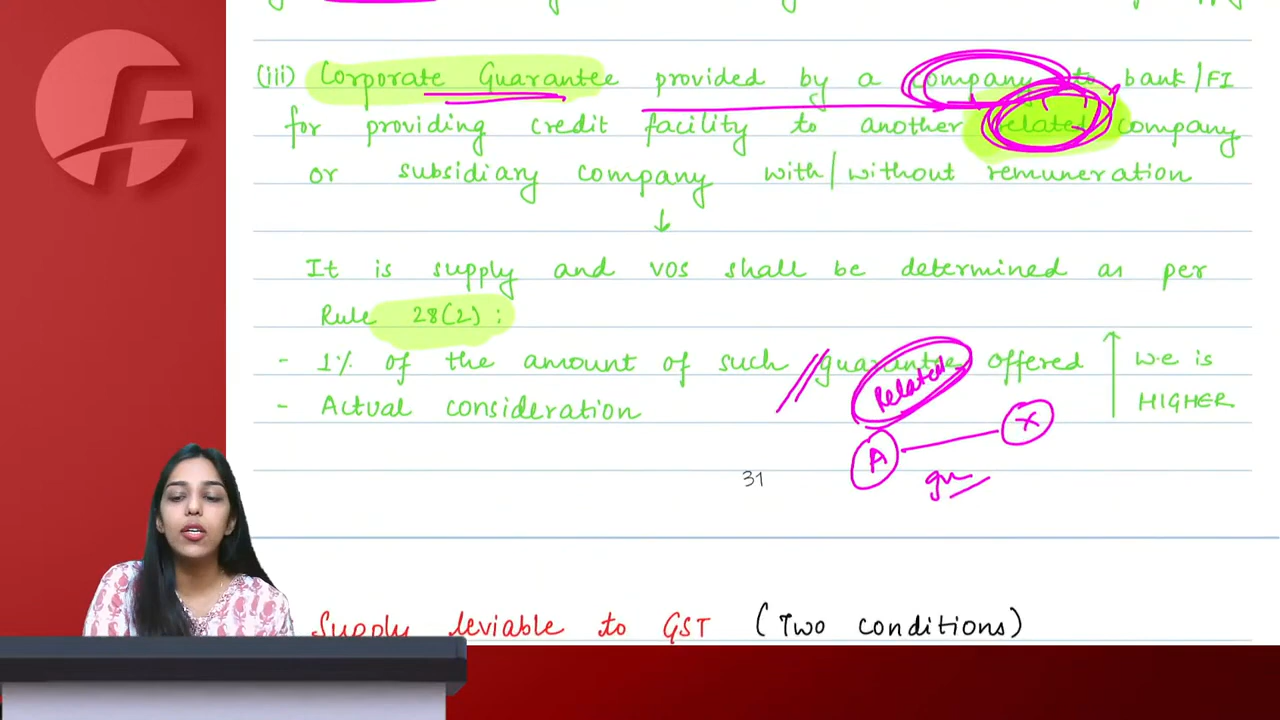 (iii) Corporate Guarantee provided by a company to bank/FI
for providing credit facility to another related company
or subsidiary company with/without remuneration
↓
It is supply and VOS shall be determined as per
Rule 28(2):
- 1% of the amount of such guarantee offered
- Actual consideration
w.e is
HIGHER
Related
A
X
gu
31
Supply leviable to GST (Two conditions)